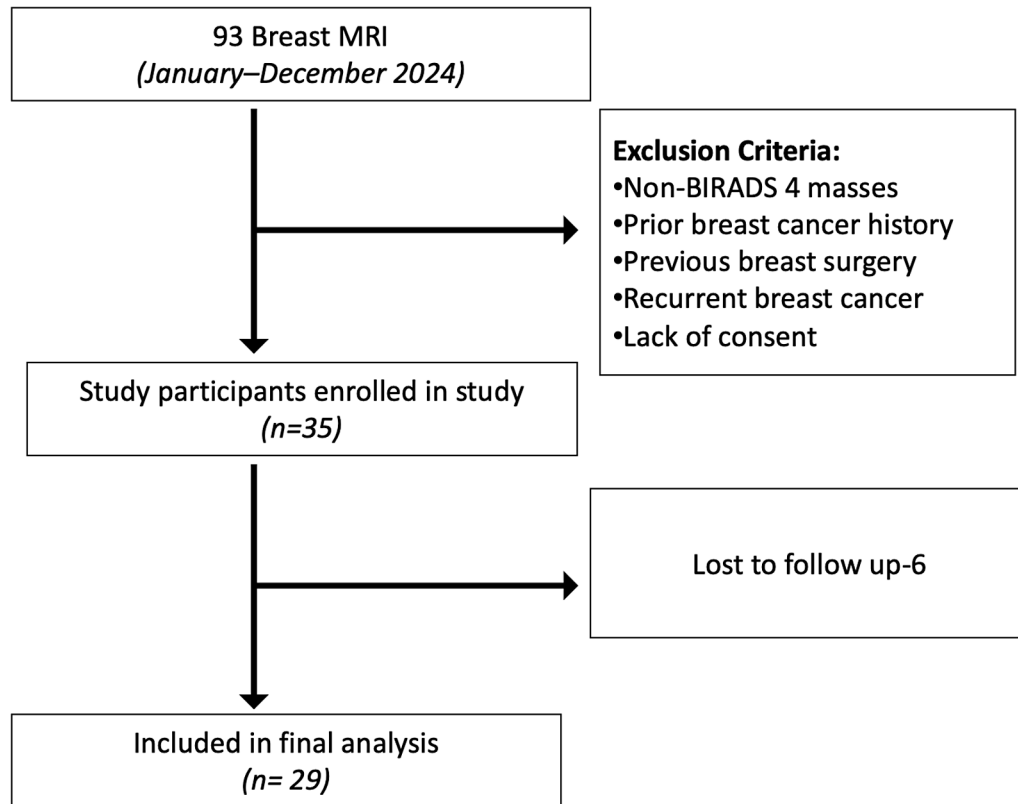 93 Breast MRI
(January–December 2024)
Exclusion Criteria:
•Non-BIRADS 4 masses
•Prior breast cancer history
•Previous breast surgery
•Recurrent breast cancer
•Lack of consent
Study participants enrolled in study
(n=35)
Lost to follow up-6
Included in final analysis
(n= 29)